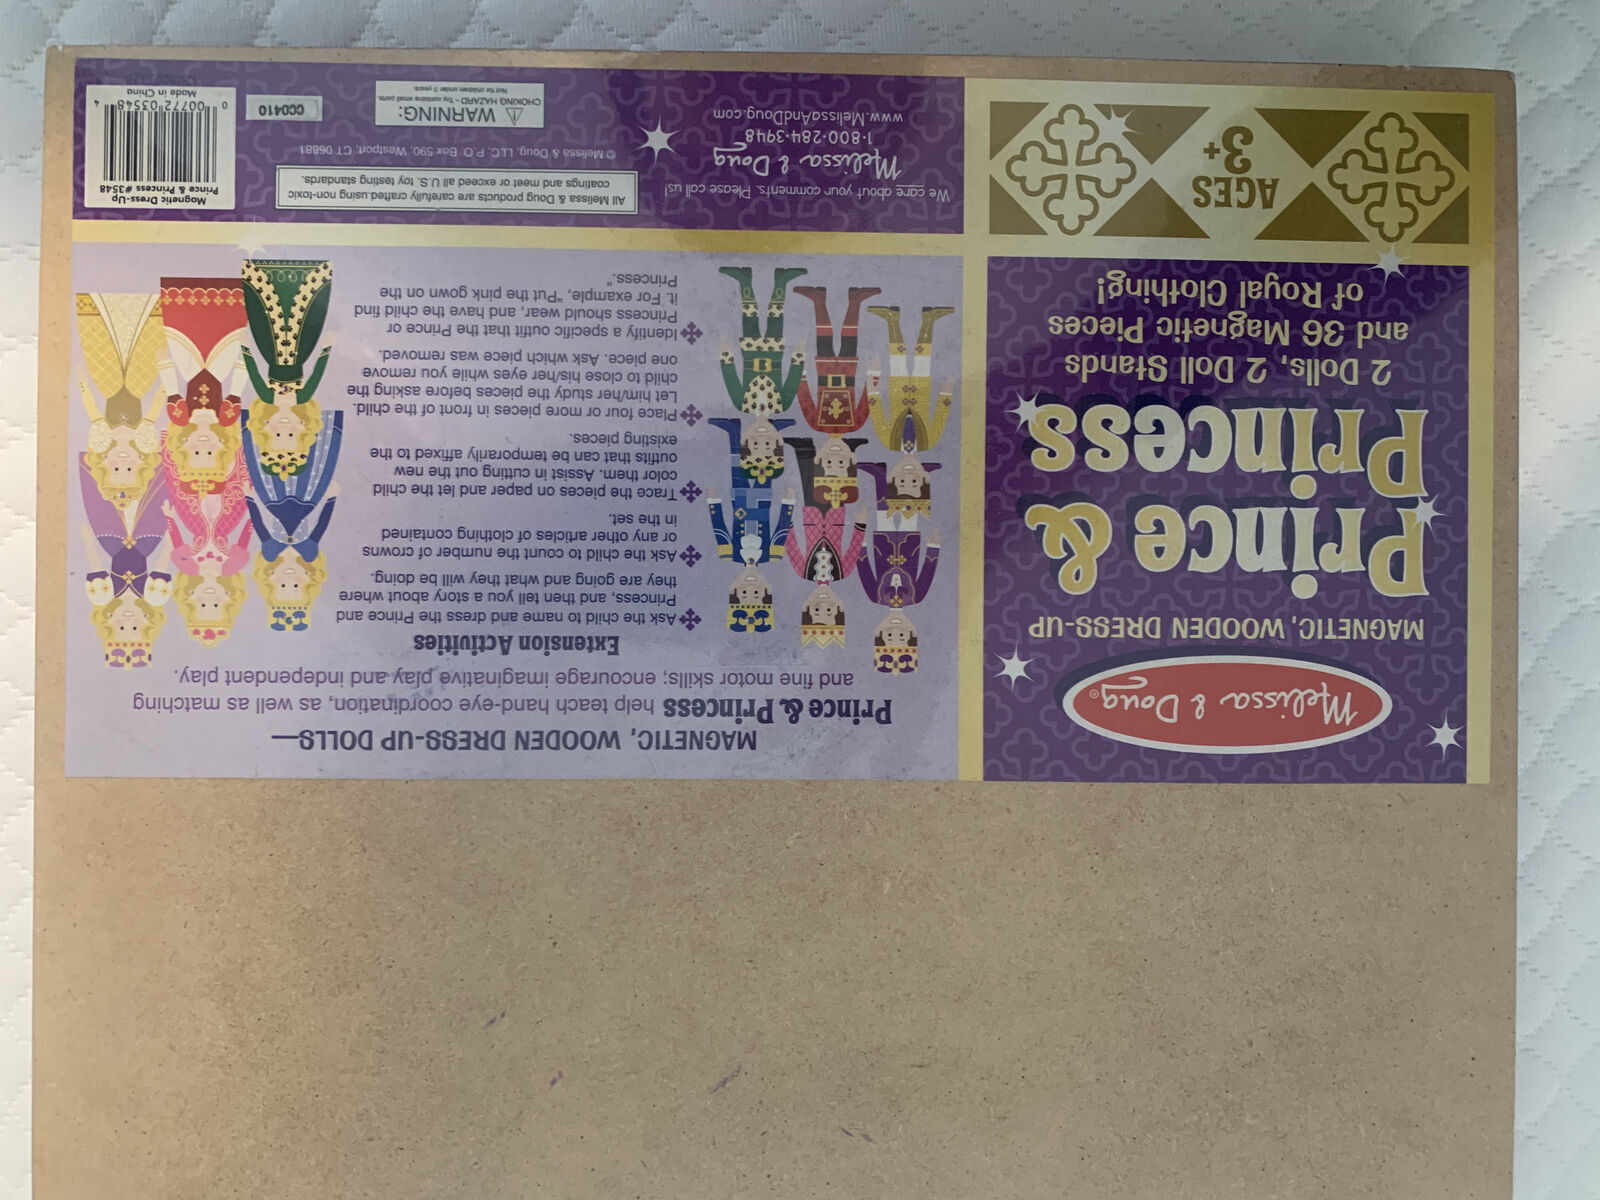 Melissa & Doug®
MAGNETIC, WOODEN DRESS-UP
Prince &
Princess
2 Dolls, 2 Doll Stands
and 36 Magnetic Pieces
of Royal Clothing!
AGES
3+
MAGNETIC, WOODEN DRESS-UP DOLLS—
Prince & Princess help teach hand-eye coordination, as well as matching
and fine motor skills; encourage imaginative play and independent play.
Extension Activities
Ask the child to name and dress the Prince and
Princess, and then tell you a story about where
they are going and what they will be doing.
Ask the child to count the number of crowns
or any other articles of clothing contained
in the set.
Trace the pieces on paper and let the child
color them. Assist in cutting out the new
outfits that can be temporarily affixed to the
existing pieces.
Place four or more pieces in front of the child.
Let him/her study the pieces before asking the
child to close his/her eyes while you remove
one piece. Ask which piece was removed.
Identify a specific outfit that the Prince or
Princess should wear, and have the child find
it. For example, "Put the pink gown on the
Princess."
We care about your comments. Please call us!
Melissa & Doug
1-800-284-3948
www.MelissaAndDoug.com
All Melissa & Doug products are carefully crafted using non-toxic
coatings and meet or exceed all U.S. toy testing standards.
© Melissa & Doug, LLC, P.O. Box 590, Westport, CT 06881
WARNING:
CHOKING HAZARD - Toy contains small parts.
Not for children under 3 years.
CC0410
Magnetic Dress-Up
Prince & Princess #3548
0 00772 03548 4
Made in China